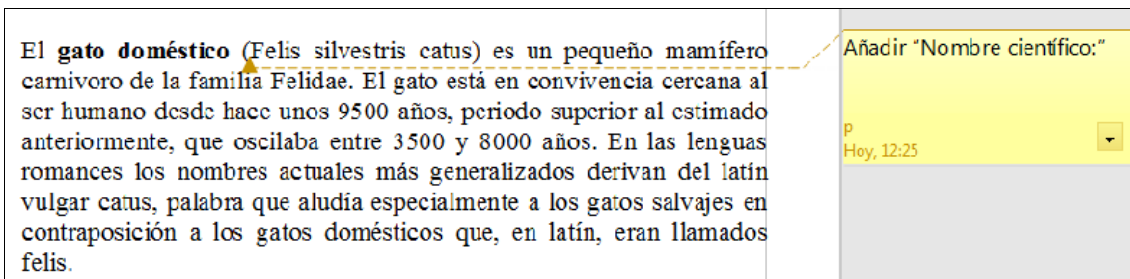 El gato doméstico (Felis silvestris catus) es un pequeño mamífero
carnivoro de la familia Felidae. El gato está en convivencia cercana al
ser humano desde hace unos 9500 años, periodo superior al estimado
anteriormente, que oscilaba entre 3500 y 8000 años. En las lenguas
romances los nombres actuales más generalizados derivan del latín
vulgar catus, palabra que aludía especialmente a los gatos salvajes en
contraposición a los gatos domésticos que, en latín, eran llamados
felis.
Añadir “Nombre científico:”
p
Hoy, 12:25